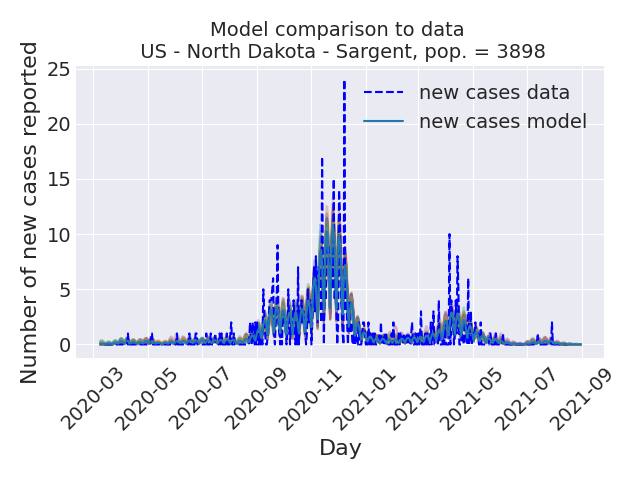 Model comparison to data
US - North Dakota - Sargent, pop. = 3898
Number of new cases reported
25
20
15
10
5
0
new cases data
new cases model
2020-03
2020-05
2020-07
2020-09
2020-11
2021-01
2021-03
2021-05
2021-07
2021-09
Day